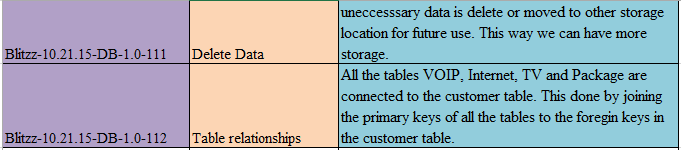 uneccesssary data is delete or moved to other storage
location for future use. This way we can have more
Blitzz-10.21.15-DB-1.0-111 Delete Data storage.
All the tables VOIP, Internet, TV and Package are
connected to the customer table. This done by joining
the primary keys of all the tables to the foregin keys in
Blitzz-10.21.15-DB-1.0-112 Table relationships the customer table.